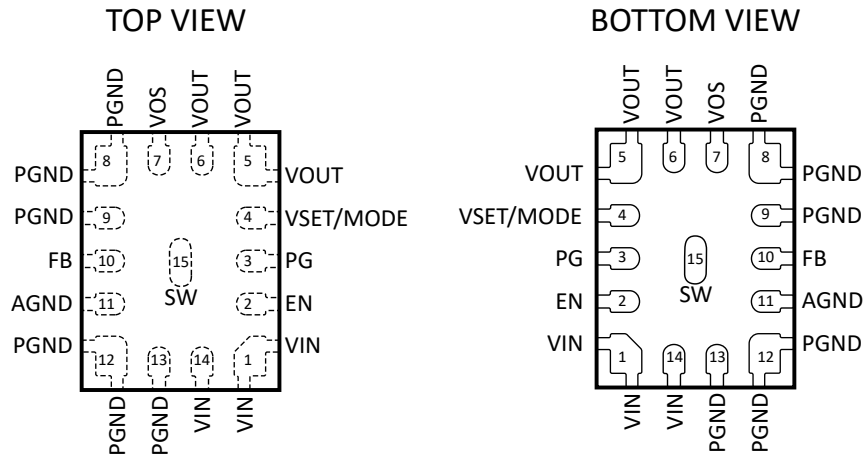 TOP VIEW
PGND
VOS
VOUT
VOUT
8
7
6
5
PGND
VOUT
PGND
9
4
VSET/MODE
FB
10
15
3
PG
SW
AGND
11
2
EN
PGND
VIN
12
13
14
1
PGND
PGND
VIN
VIN
BOTTOM VIEW
VOUT
VOUT
VOS
PGND
5
6
7
8
VOUT
PGND
VSET/MODE
4
9
PGND
PG
3
15
10
FB
SW
EN
2
11
AGND
VIN
PGND
1
14
13
12
VIN
VIN
PGND
PGND